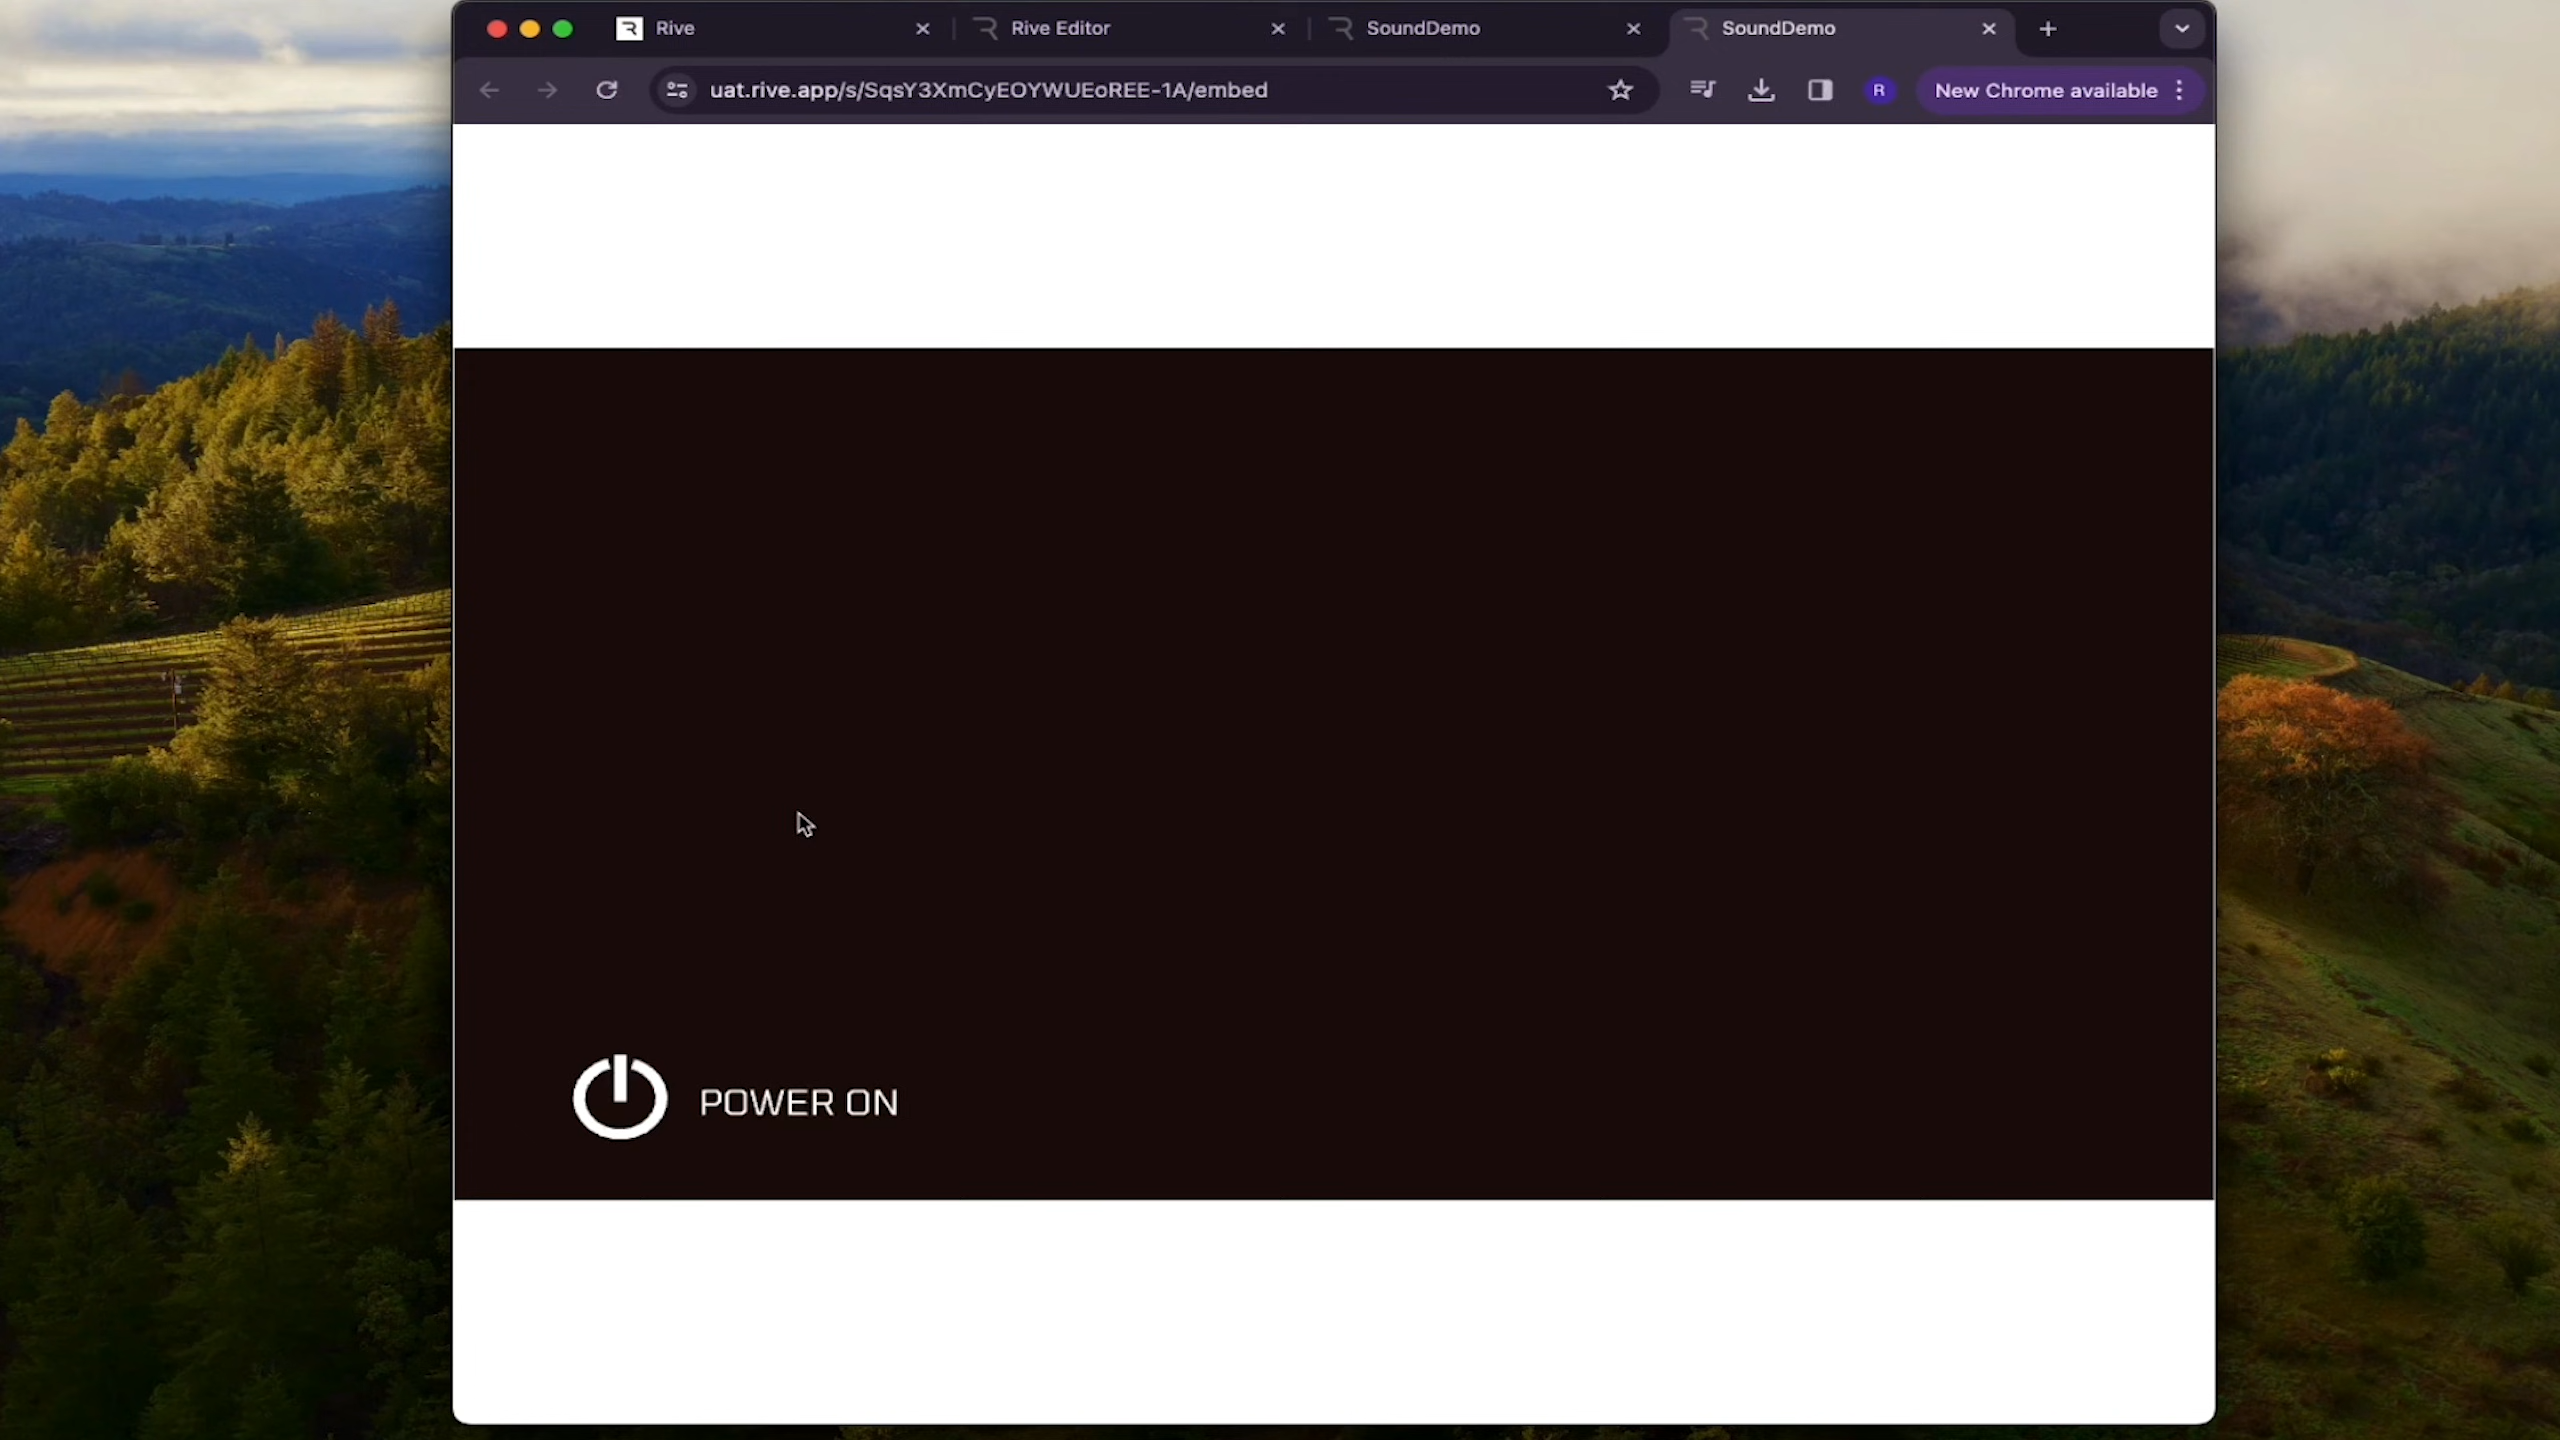 Rive
Rive Editor
SoundDemo
SoundDemo
uat.rive.app/s/SqsY3XmCyEOYWUEoREE-1A/embed
R
New Chrome available
POWER ON